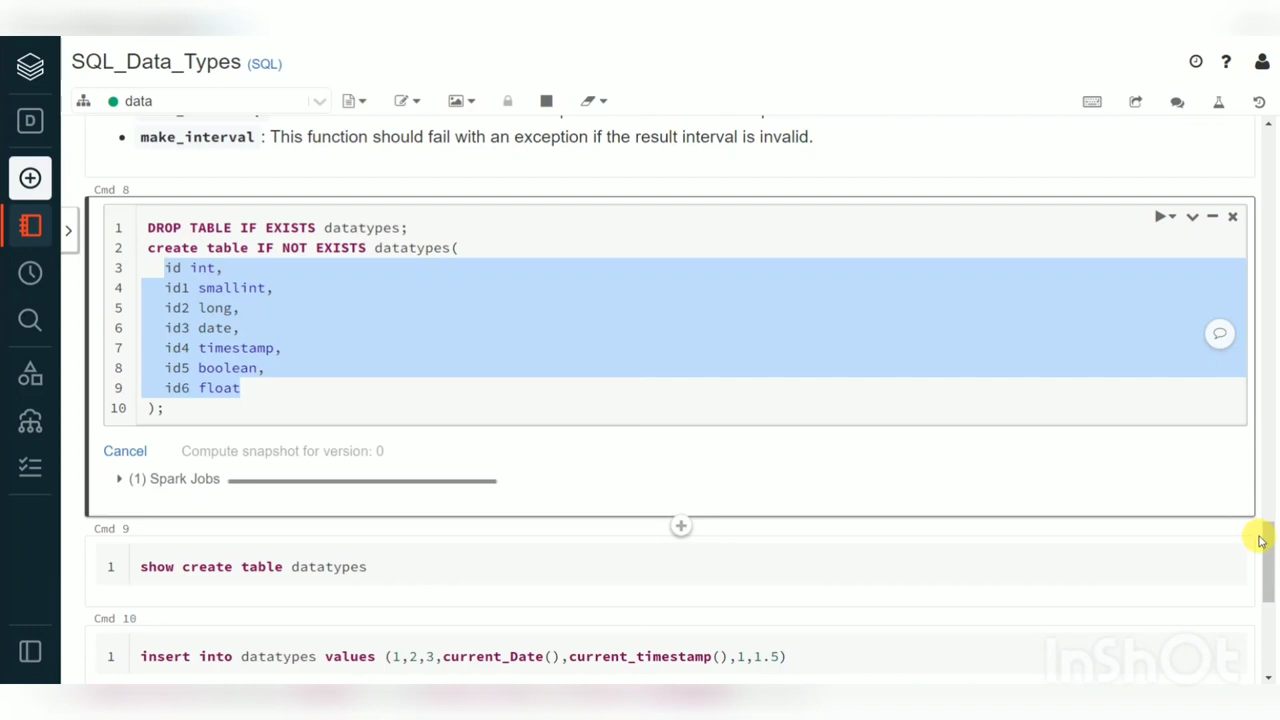 SQL_Data_Types (SQL)
data
D
• make_interval : This function should fail with an exception if the result interval is invalid.
Cmd 8
1 DROP TABLE IF EXISTS datatypes;
2 create table IF NOT EXISTS datatypes(
3 id int,
4 id1 smallint,
5 id2 long,
6 id3 date,
7 id4 timestamp,
8 id5 boolean,
9 id6 float
10 );
Cancel Compute snapshot for version: 0
(1) Spark Jobs
Cmd 9
1 show create table datatypes
Cmd 10
1 insert into datatypes values (1,2,3,current_Date(),current_timestamp(),1,1.5)
InShOt